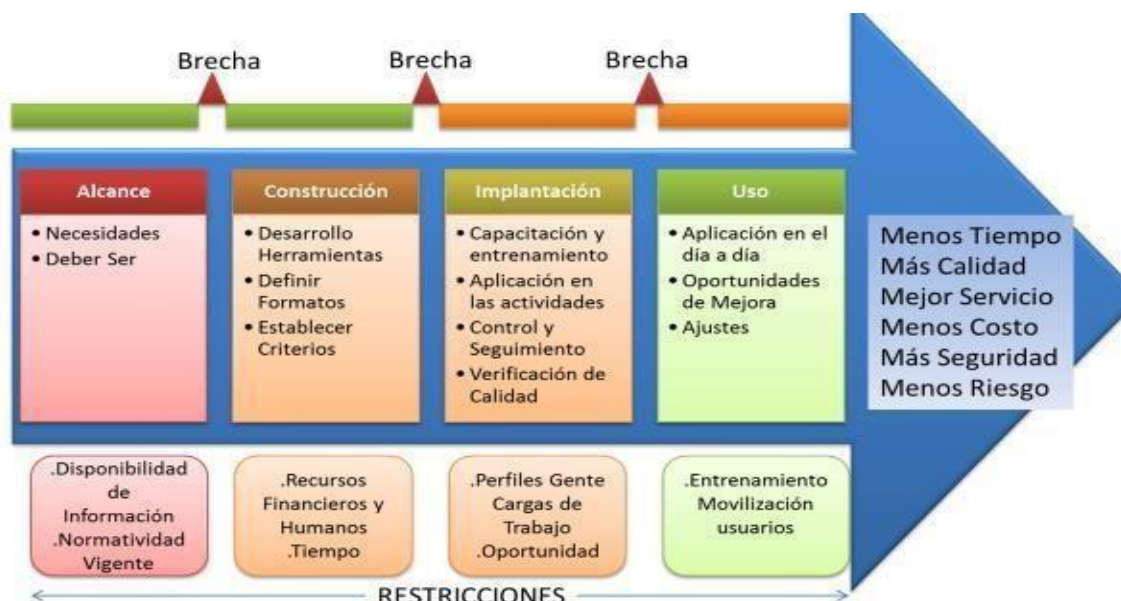 Brecha
Brecha
Brecha
Alcance
• Necesidades
• Deber Ser
Construcción
• Desarrollo
Herramientas
• Definir
Formatos
• Establecer
Criterios
Implantación
• Capacitación y
entrenamiento
• Aplicación en
las actividades
• Control y
Seguimiento
• Verificación de
Calidad
Uso
• Aplicación en el
día a día
• Oportunidades
de Mejora
• Ajustes
Menos Tiempo
Más Calidad
Mejor Servicio
Menos Costo
Más Seguridad
Menos Riesgo
.Disponibilidad
de
Información
.Normatividad
Vigente
.Recursos
Financieros y
Humanos
.Tiempo
.Perfiles Gente
Cargas de
Trabajo
.Oportunidad
.Entrenamiento
Movilización
usuarios
RESTRICCIONES